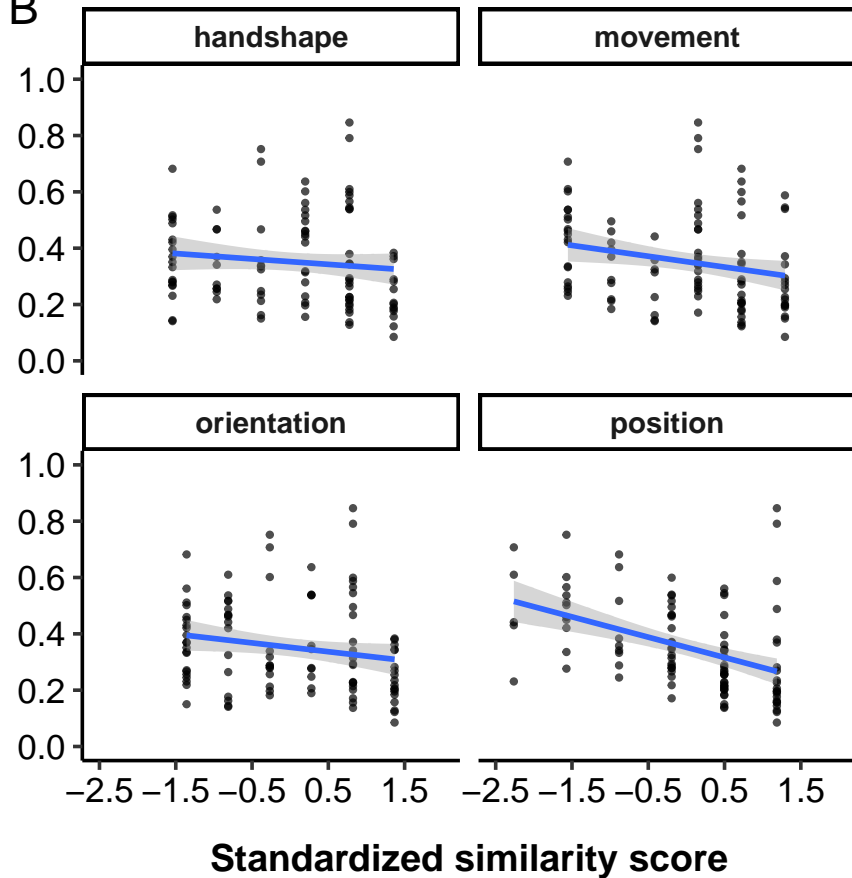 B
handshape movement
1.0
0.8
0.6
0.4
0.2
0.0
orientation position
1.0
0.8
0.6
0.4
0.2
0.0
−2.5 −1.5 −0.5 0.5 1.5 −2.5 −1.5 −0.5 0.5 1.5
Standardized similarity score